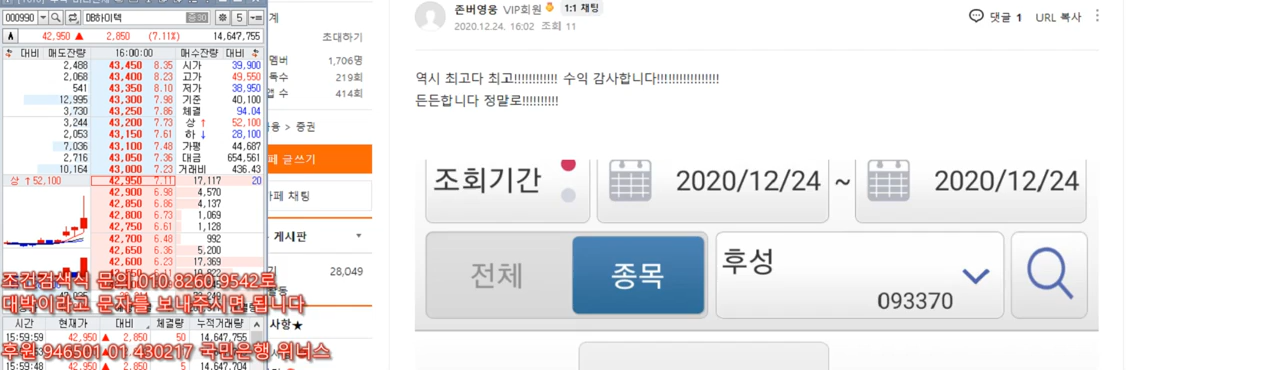 000990 DB하이텍 증30 5
42,950 ▲ 2,850 (7.11%) 14,647,755
대비 매도잔량 16:00:00 매수잔량 대비
2,488 43,450 8.35 시가 39,900
2,068 43,400 8.23 고가 49,550
541 43,350 8.10 저가 38,950
12,995 43,300 7.98 기준 40,100
3,730 43,250 7.86 체결 94.04
3,244 43,200 7.73 상 ↑ 52,100
2,053 43,150 7.61 하 ↓ 28,100
7,036 43,100 7.48 가평 44,687
2,716 43,050 7.36 대금 654,561
10,164 43,000 7.23 거래비 436.43
상 ↑52,100 42,950 7.11 17,117 20
42,900 6.98 4,570
42,850 6.86 4,137
42,800 6.73 1,069
42,750 6.61 1,128
42,700 6.48 992
42,650 6.36 5,200
42,600 6.23 17,369
조건검색식 문의 010 8260 9542로
대박이라고 문자를 보내주시면 됩니다
시간 현재가 대비 체결량 누적거래량
15:59:59 42,950 ▲ 2,850 50 14,647,755
후원 946501 01 430217 국민은행 위너스
15:59:48 42,950 ▲ 2,850 5 14,647,704
계
초대하기
멤버 1,706명
독수 219회
앱 수 414회
금융 > 증권
페 글쓰기
카페 채팅
게시판
기 28,049
사항★
존버영웅 VIP회원 1:1 채팅
2020.12.24. 16:02 조회 11
댓글 1 URL 복사
역시 최고다 최고!!!!!!!!!!!! 수익 감사합니다!!!!!!!!!!!!!!!!!
든든합니다 정말로!!!!!!!!!!
조회기간 2020/12/24 ~ 2020/12/24
전체 종목 후성
093370